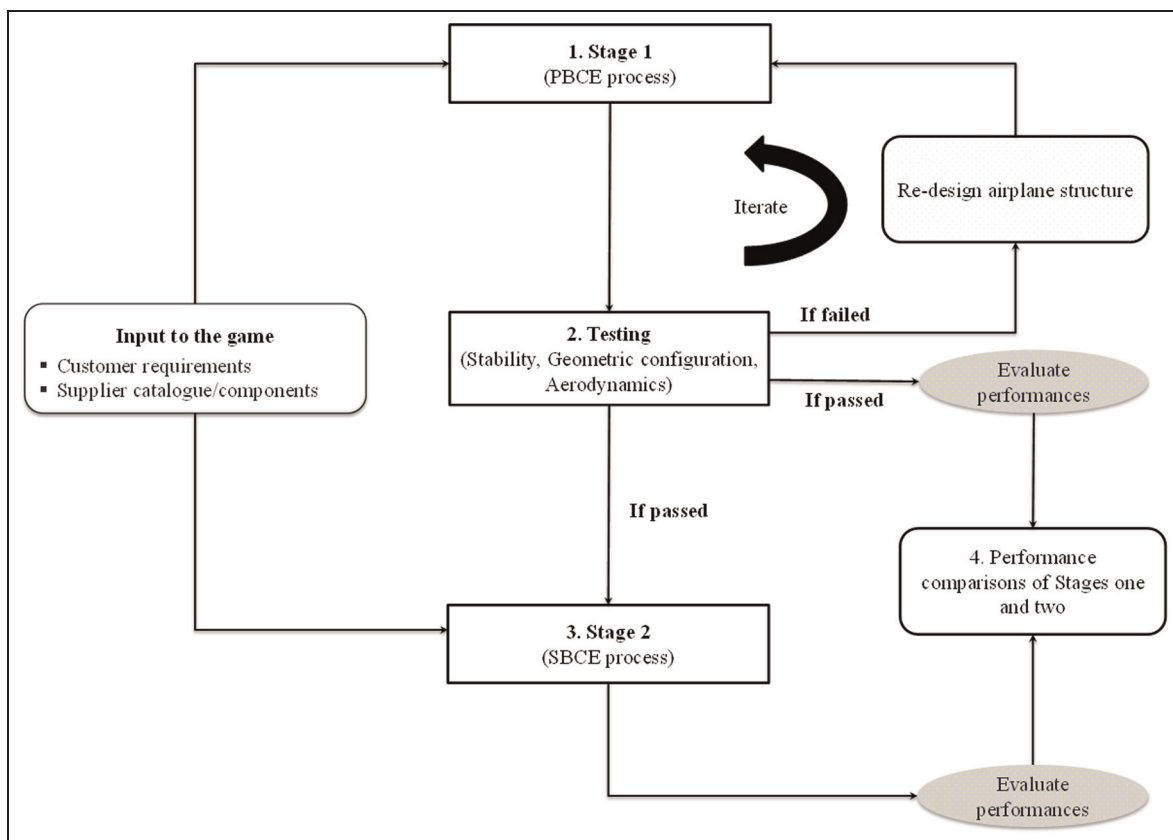 1. Stage 1
(PBCE process)
Iterate
Re-design airplane structure
Input to the game
▪ Customer requirements
▪ Supplier catalogue/components
2. Testing
(Stability, Geometric configuration,
Aerodynamics)
If failed
If passed
Evaluate
performances
If passed
4. Performance
comparisons of Stages one
and two
3. Stage 2
(SBCE process)
Evaluate
performances